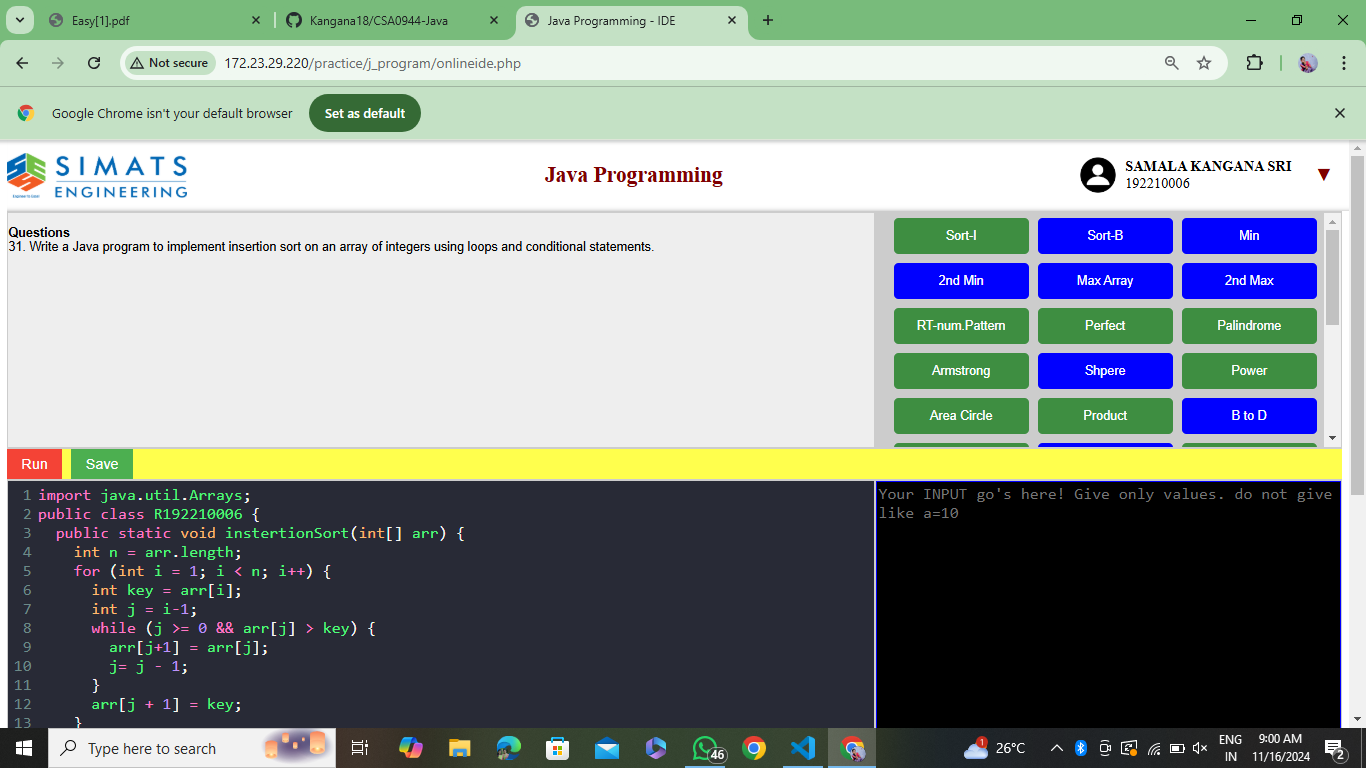 Easy[1].pdf
Kangana18/CSA0944-Java
Java Programming - IDE
Not secure
172.23.29.220/practice/j_program/onlineide.php
Google Chrome isn't your default browser
Set as default
SIMATS
ENGINEERING
Java Programming
SAMALA KANGANA SRI
192210006
Questions
31. Write a Java program to implement insertion sort on an array of integers using loops and conditional statements.
Sort-I Sort-B Min
2nd Min Max Array 2nd Max
RT-num.Pattern Perfect Palindrome
Armstrong Shpere Power
Area Circle Product B to D
Run Save
1 import java.util.Arrays;
2 public class R192210006 {
3 public static void instertionSort(int[] arr) {
4 int n = arr.length;
5 for (int i = 1; i < n; i++) {
6 int key = arr[i];
7 int j = i-1;
8 while (j >= 0 && arr[j] > key) {
9 arr[j+1] = arr[j];
10 j= j - 1;
11 }
12 arr[j + 1] = key;
13 }
Your INPUT go's here! Give only values. do not give
like a=10
Type here to search
46
1
26°C
ENG
IN
9:00 AM
11/16/2024
2